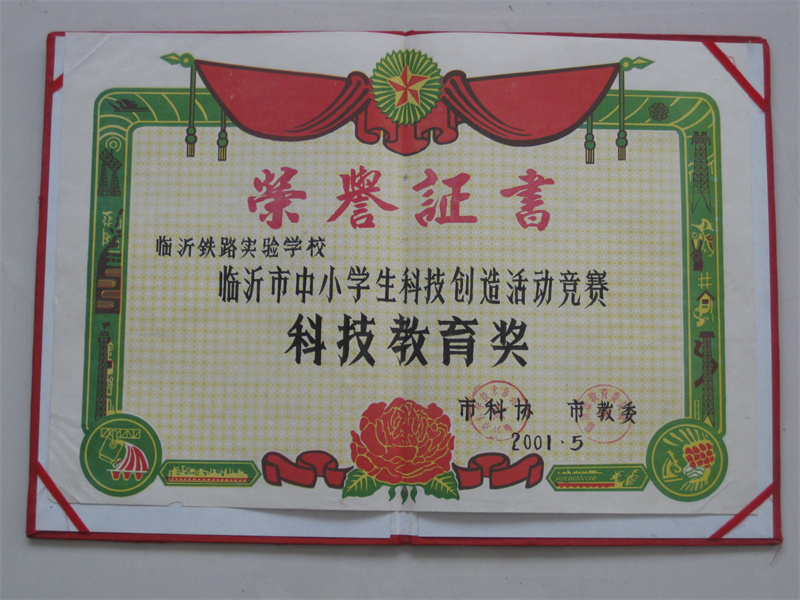 榮譽証書
临沂鉄路实验学校
临沂市中小学生科技创造活动竞赛
科技教育奖
市科协 市教委
2001·5